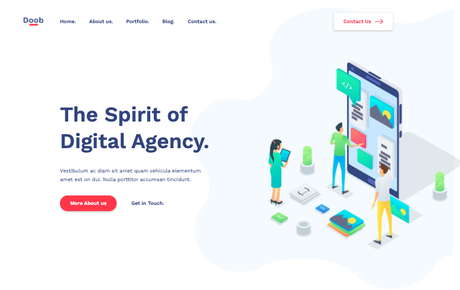 Doob
Home.
About us.
Portfolio.
Blog.
Contact us.
Contact Us
</>
The Spirit of
Digital Agency.
Vestibulum ac diam sit amet quam vehicula elementum
amet est on dui. Nulla porttitor accumsan tincidunt.
More About us
Get in Touch.